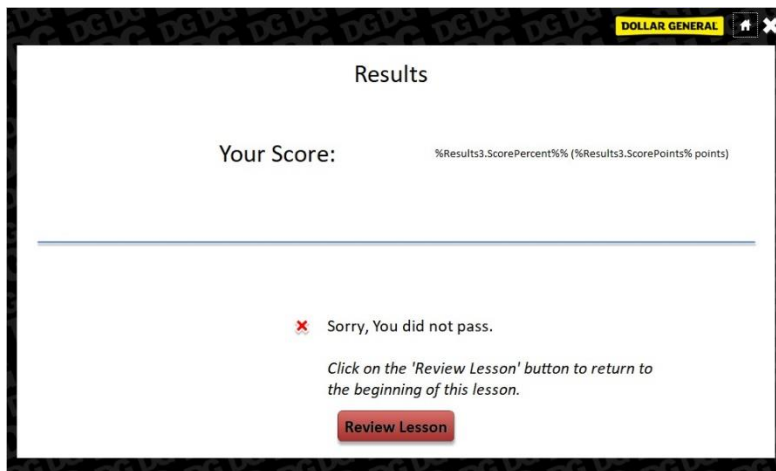 DOLLAR GENERAL
Results
Your Score:
%Results3.ScorePercent%% (%Results3.ScorePoints% points)
Sorry, You did not pass.
Click on the 'Review Lesson' button to return to
the beginning of this lesson.
Review Lesson